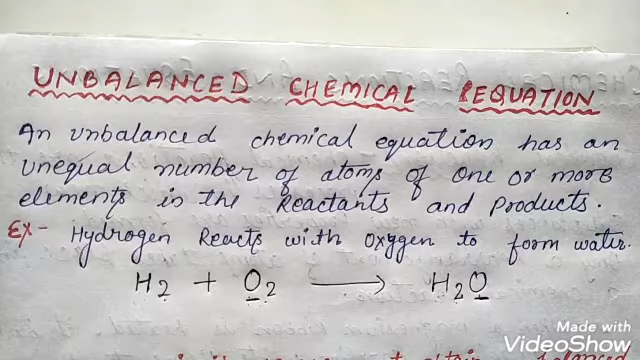 UNBALANCED CHEMICAL REQUATION
An unbalanced chemical equation has an
unequal number of atoms of one or more
elements in the Reactants and Products.
Ex- Hydrogen Reacts with oxygen to form water.
H2 + O2 ⟶ H2O
Made with
VideoShow